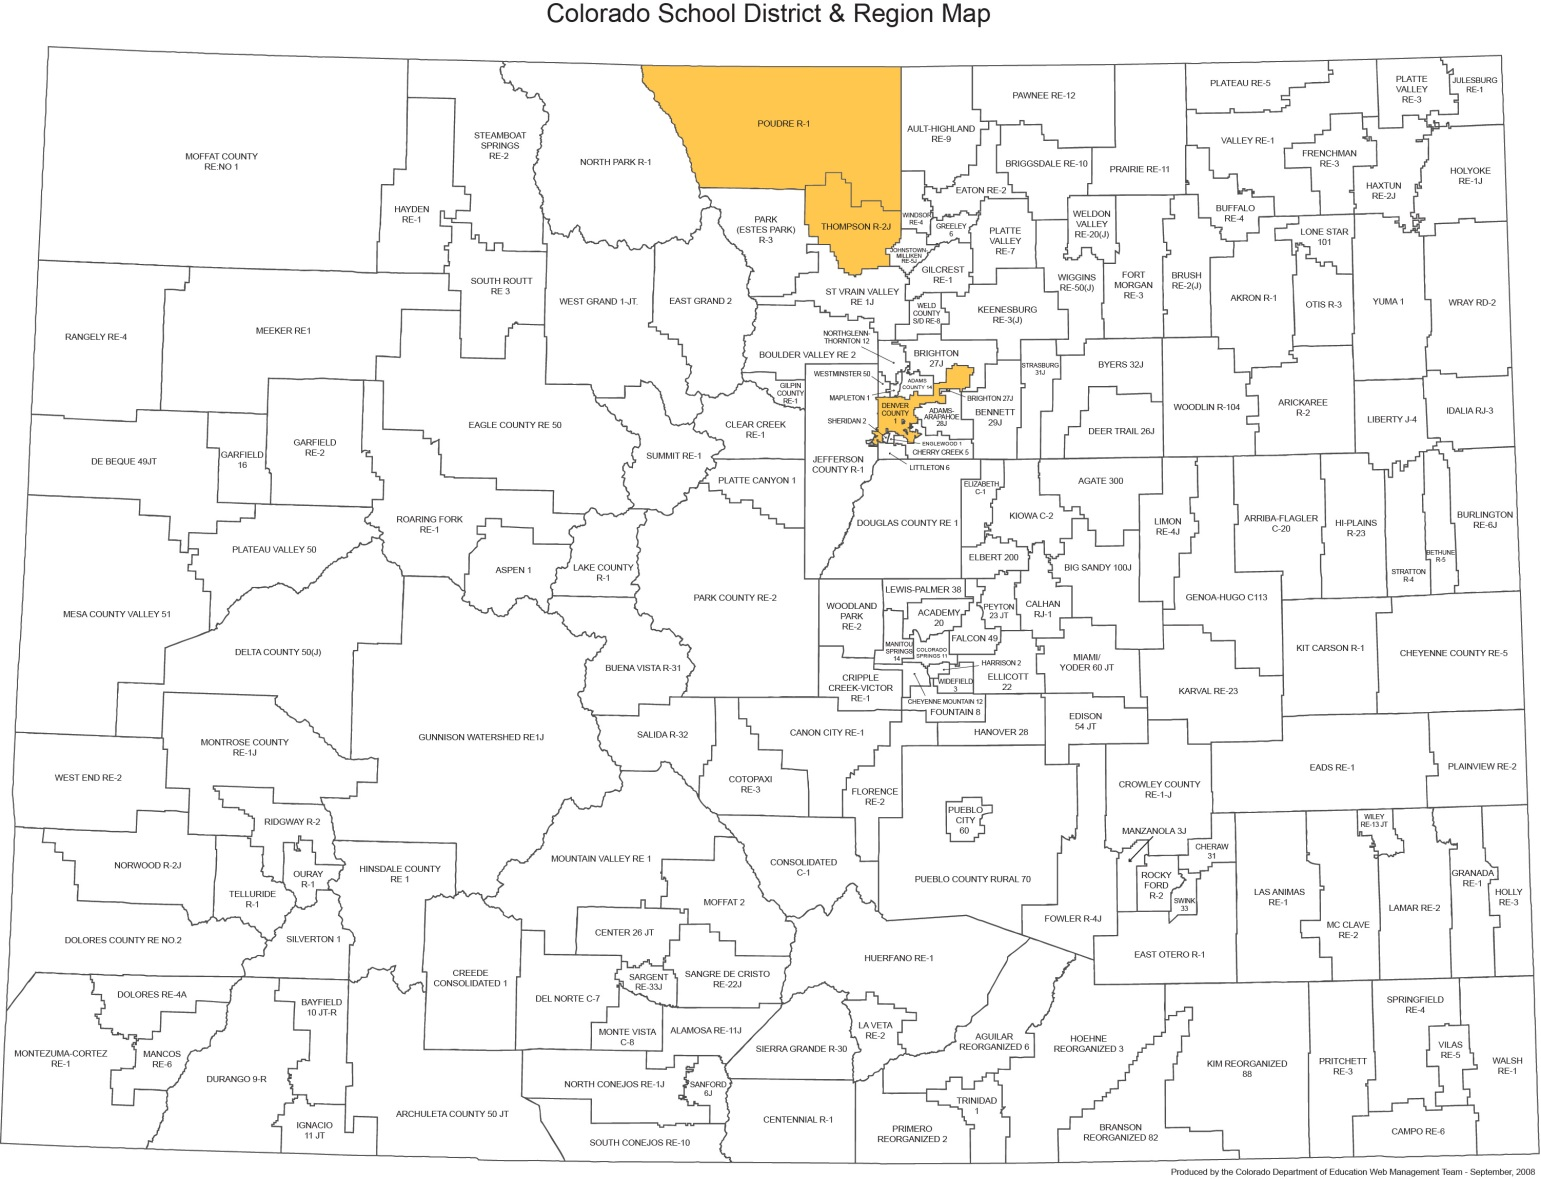 Colorado School District & Region Map
MOFFAT COUNTY
RE:NO 1
HAYDEN
RE-1
STEAMBOAT
SPRINGS
RE-2
NORTH PARK R-1
POUDRE R-1
AULT-HIGHLAND
RE-9
PAWNEE RE-12
BRIGGSDALE RE-10
PRAIRIE RE-11
PLATEAU RE-5
PLATTE
VALLEY
RE-3
JULESBURG
RE-1
VALLEY RE-1
FRENCHMAN
RE-3
HAXTUN
RE-2J
HOLYOKE
RE-1J
BUFFALO
RE-4
LONE STAR
101
EATON RE-2
PARK
(ESTES PARK)
R-3
THOMPSON R-2J
WINDSOR
RE-4
GREELEY
6
PLATTE
VALLEY
RE-7
WELDON
VALLEY
RE-20(J)
JOHNSTOWN-
MILLIKEN
RE-5J
GILCREST
RE-1
WIGGINS
RE-50(J)
FORT
MORGAN
RE-3
BRUSH
RE-2(J)
AKRON R-1
OTIS R-3
YUMA 1
WRAY RD-2
RANGELY RE-4
MEEKER RE1
SOUTH ROUTT
RE 3
WEST GRAND 1-JT.
EAST GRAND 2
ST VRAIN VALLEY
RE 1J
WELD
COUNTY
S/D RE-8
KEENESBURG
RE-3(J)
NORTHGLENN-
THORNTON 12
BOULDER VALLEY RE 2
BRIGHTON
27J
STRASBURG
31J
BYERS 32J
WESTMINSTER 50
ADAMS
COUNTY 14
GILPIN
COUNTY
RE-1
MAPLETON 1
BRIGHTON 27J
DENVER
COUNTY
1
ADAMS-
ARAPAHOE
28J
BENNETT
29J
SHERIDAN 2
ENGLEWOOD 1
CHERRY CREEK 5
LITTLETON 6
DEER TRAIL 26J
WOODLIN R-104
ARICKAREE
R-2
LIBERTY J-4
IDALIA RJ-3
DE BEQUE 49JT
GARFIELD
16
GARFIELD
RE-2
EAGLE COUNTY RE 50
SUMMIT RE-1
CLEAR CREEK
RE-1
PLATTE CANYON 1
JEFFERSON
COUNTY R-1
DOUGLAS COUNTY RE 1
ELIZABETH
C-1
KIOWA C-2
AGATE 300
ELBERT 200
BIG SANDY 100J
LIMON
RE-4J
ARRIBA-FLAGLER
C-20
HI-PLAINS
R-23
STRATTON
R-4
BETHUNE
R-5
BURLINGTON
RE-6J
PLATEAU VALLEY 50
ROARING FORK
RE-1
ASPEN 1
LAKE COUNTY
R-1
PARK COUNTY RE-2
MESA COUNTY VALLEY 51
DELTA COUNTY 50(J)
BUENA VISTA R-31
WOODLAND
PARK
RE-2
LEWIS-PALMER 38
ACADEMY
20
PEYTON
23 JT
CALHAN
RJ-1
GENOA-HUGO C113
MANITOU
SPRINGS
14
COLORADO
SPRINGS 11
FALCON 49
HARRISON 2
WIDEFIELD
3
ELLICOTT
22
MIAMI/
YODER 60 JT
KIT CARSON R-1
CHEYENNE COUNTY RE-5
CRIPPLE
CREEK-VICTOR
RE-1
CHEYENNE MOUNTAIN 12
FOUNTAIN 8
HANOVER 28
EDISON
54 JT
KARVAL RE-23
WEST END RE-2
MONTROSE COUNTY
RE-1J
GUNNISON WATERSHED RE1J
SALIDA R-32
CANON CITY RE-1
COTOPAXI
RE-3
FLORENCE
RE-2
PUEBLO
CITY
60
PUEBLO COUNTY RURAL 70
CROWLEY COUNTY
RE-1-J
EADS RE-1
PLAINVIEW RE-2
RIDGWAY R-2
NORWOOD R-2J
TELLURIDE
R-1
OURAY
R-1
HINSDALE COUNTY
RE 1
MOUNTAIN VALLEY RE 1
CONSOLIDATED
C-1
MOFFAT 2
MANZANOLA 3J
CHERAW
31
ROCKY
FORD
R-2
SWINK
33
FOWLER R-4J
WILEY
RE-13 JT
LAS ANIMAS
RE-1
MC CLAVE
RE-2
LAMAR RE-2
GRANADA
RE-1
HOLLY
RE-3
DOLORES COUNTY RE NO.2
SILVERTON 1
CREEDE
CONSOLIDATED 1
CENTER 26 JT
SARGENT
RE-33J
SANGRE DE CRISTO
RE-22J
DEL NORTE C-7
MONTE VISTA
C-8
ALAMOSA RE-11J
HUERFANO RE-1
LA VETA
RE-2
EAST OTERO R-1
DOLORES RE-4A
MONTEZUMA-CORTEZ
RE-1
MANCOS
RE-6
DURANGO 9-R
BAYFIELD
10 JT-R
IGNACIO
11 JT
ARCHULETA COUNTY 50 JT
NORTH CONEJOS RE-1J
SANFORD
6J
SOUTH CONEJOS RE-10
SIERRA GRANDE R-30
CENTENNIAL R-1
AGUILAR
REORGANIZED 6
HOEHNE
REORGANIZED 3
TRINIDAD
1
PRIMERO
REORGANIZED 2
BRANSON
REORGANIZED 82
KIM REORGANIZED
88
PRITCHETT
RE-3
SPRINGFIELD
RE-4
VILAS
RE-5
WALSH
RE-1
CAMPO RE-6
Produced by the Colorado Department of Education Web Management Team - September, 2008